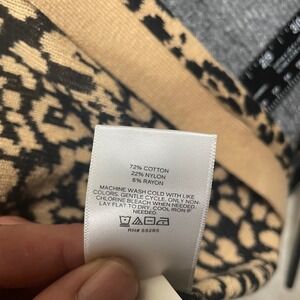 72% COTTON
22% NYLON
6% RAYON
MACHINE WASH COLD WITH LIKE
COLORS, GENTLE CYCLE. ONLY NON-
CHLORINE BLEACH WHEN NEEDED.
LAY FLAT TO DRY, COOL IRON IF
NEEDED.
RN# 59285